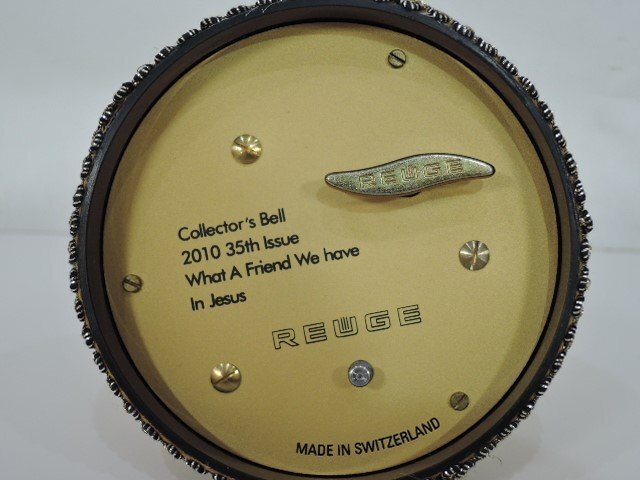 REUGE
Collector's Bell
2010 35th Issue
What A Friend We have
In Jesus
REUGE
MADE IN SWITZERLAND